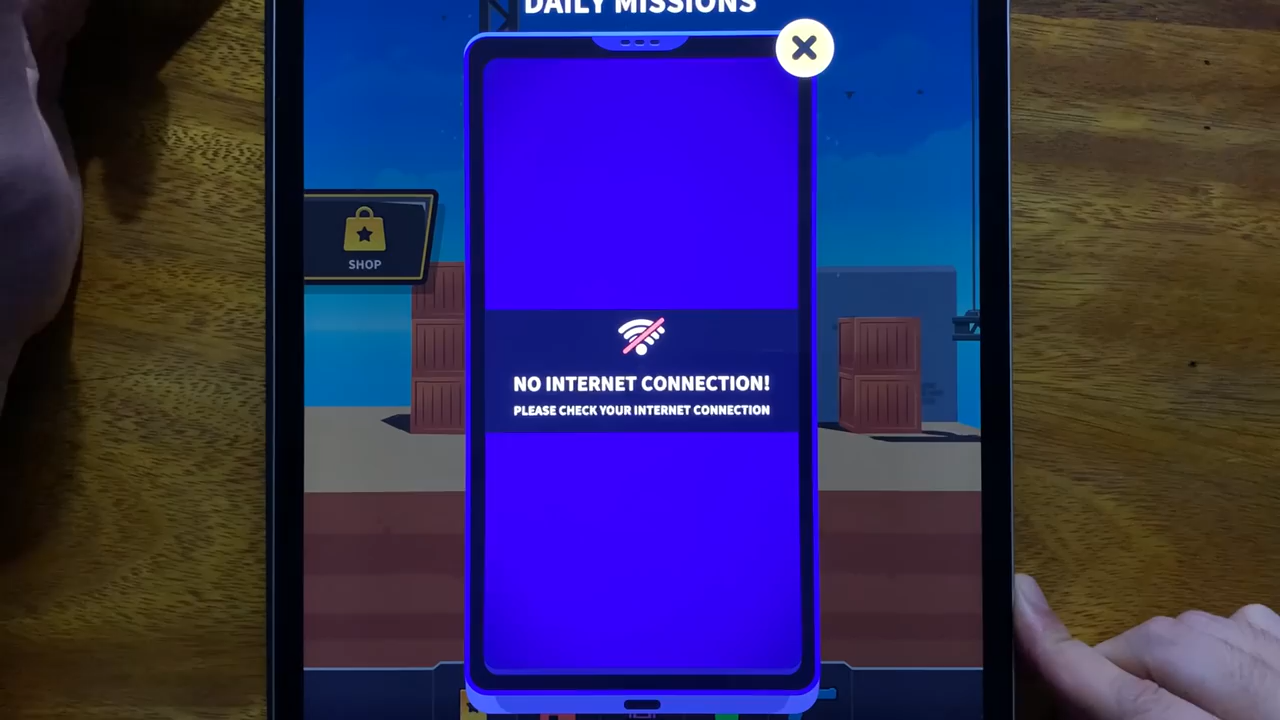 DAILY MISSIONS
SHOP
NO INTERNET CONNECTION!
PLEASE CHECK YOUR INTERNET CONNECTION